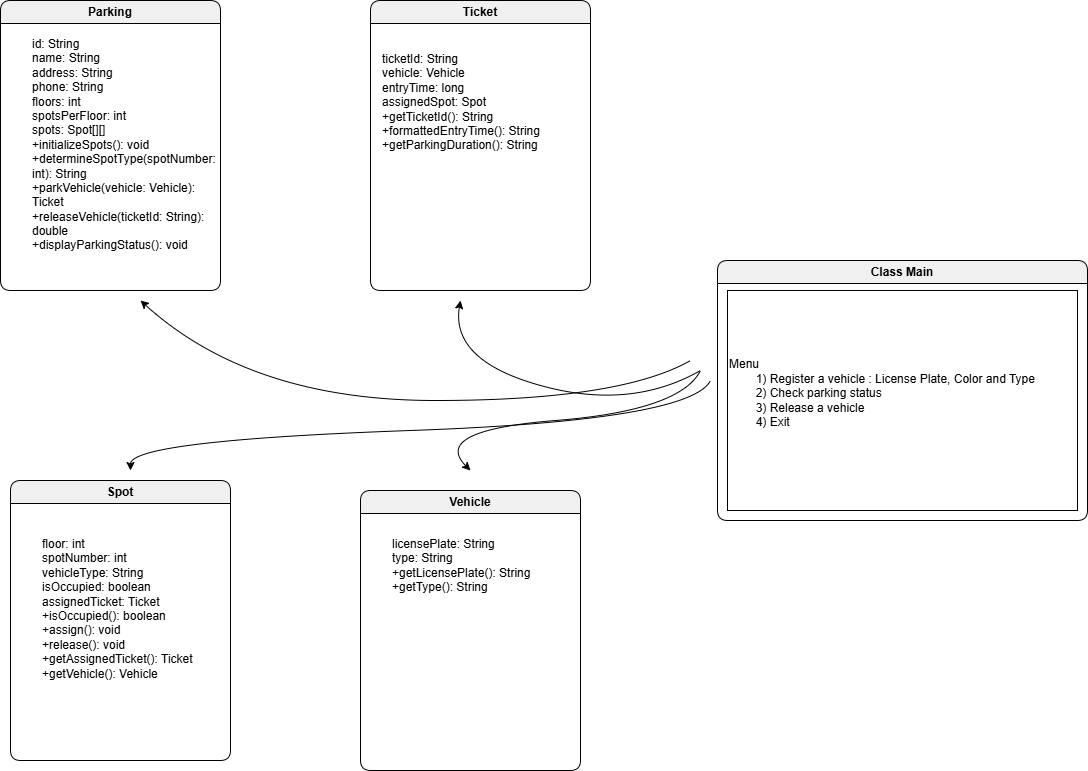 Parking
id: String
name: String
address: String
phone: String
floors: int
spotsPerFloor: int
spots: Spot[][]
+initializeSpots(): void
+determineSpotType(spotNumber:
int): String
+parkVehicle(vehicle: Vehicle):
Ticket
+releaseVehicle(ticketId: String):
double
+displayParkingStatus(): void
Ticket
ticketId: String
vehicle: Vehicle
entryTime: long
assignedSpot: Spot
+getTicketId(): String
+formattedEntryTime(): String
+getParkingDuration(): String
Class Main
Menu
1) Register a vehicle : License Plate, Color and Type
2) Check parking status
3) Release a vehicle
4) Exit
Spot
floor: int
spotNumber: int
vehicleType: String
isOccupied: boolean
assignedTicket: Ticket
+isOccupied(): boolean
+assign(): void
+release(): void
+getAssignedTicket(): Ticket
+getVehicle(): Vehicle
Vehicle
licensePlate: String
type: String
+getLicensePlate(): String
+getType(): String